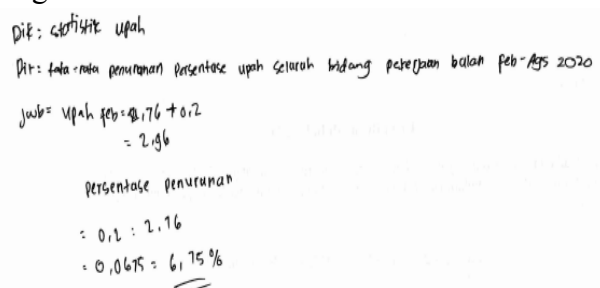 Dik: statistik upah
Dit: rata-rata penurunan persentase upah seluruh bidang pekerjaan bulan Feb-Ags 2020
Jwb = upah feb = 2,76 + 0,2
= 2,96
persentase penurunan
= 0,2 : 2,96
= 0,0675 = 6,75%